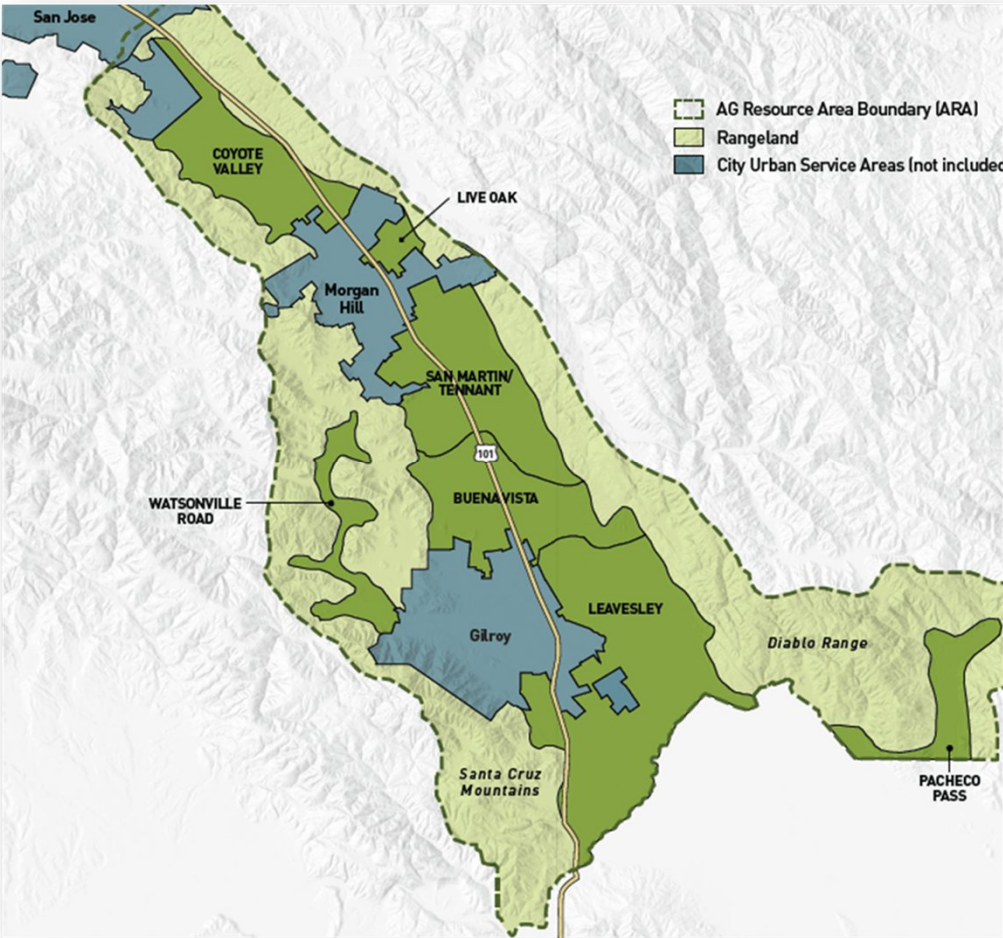 San Jose
AG Resource Area Boundary (ARA)
Rangeland
City Urban Service Areas (not included
COYOTE
VALLEY
LIVE OAK
Morgan
Hill
SAN MARTIN/
TENNANT
101
WATSONVILLE
ROAD
BUENAVISTA
LEAVESLEY
Gilroy
Diablo Range
Santa Cruz
Mountains
PACHECO
PASS